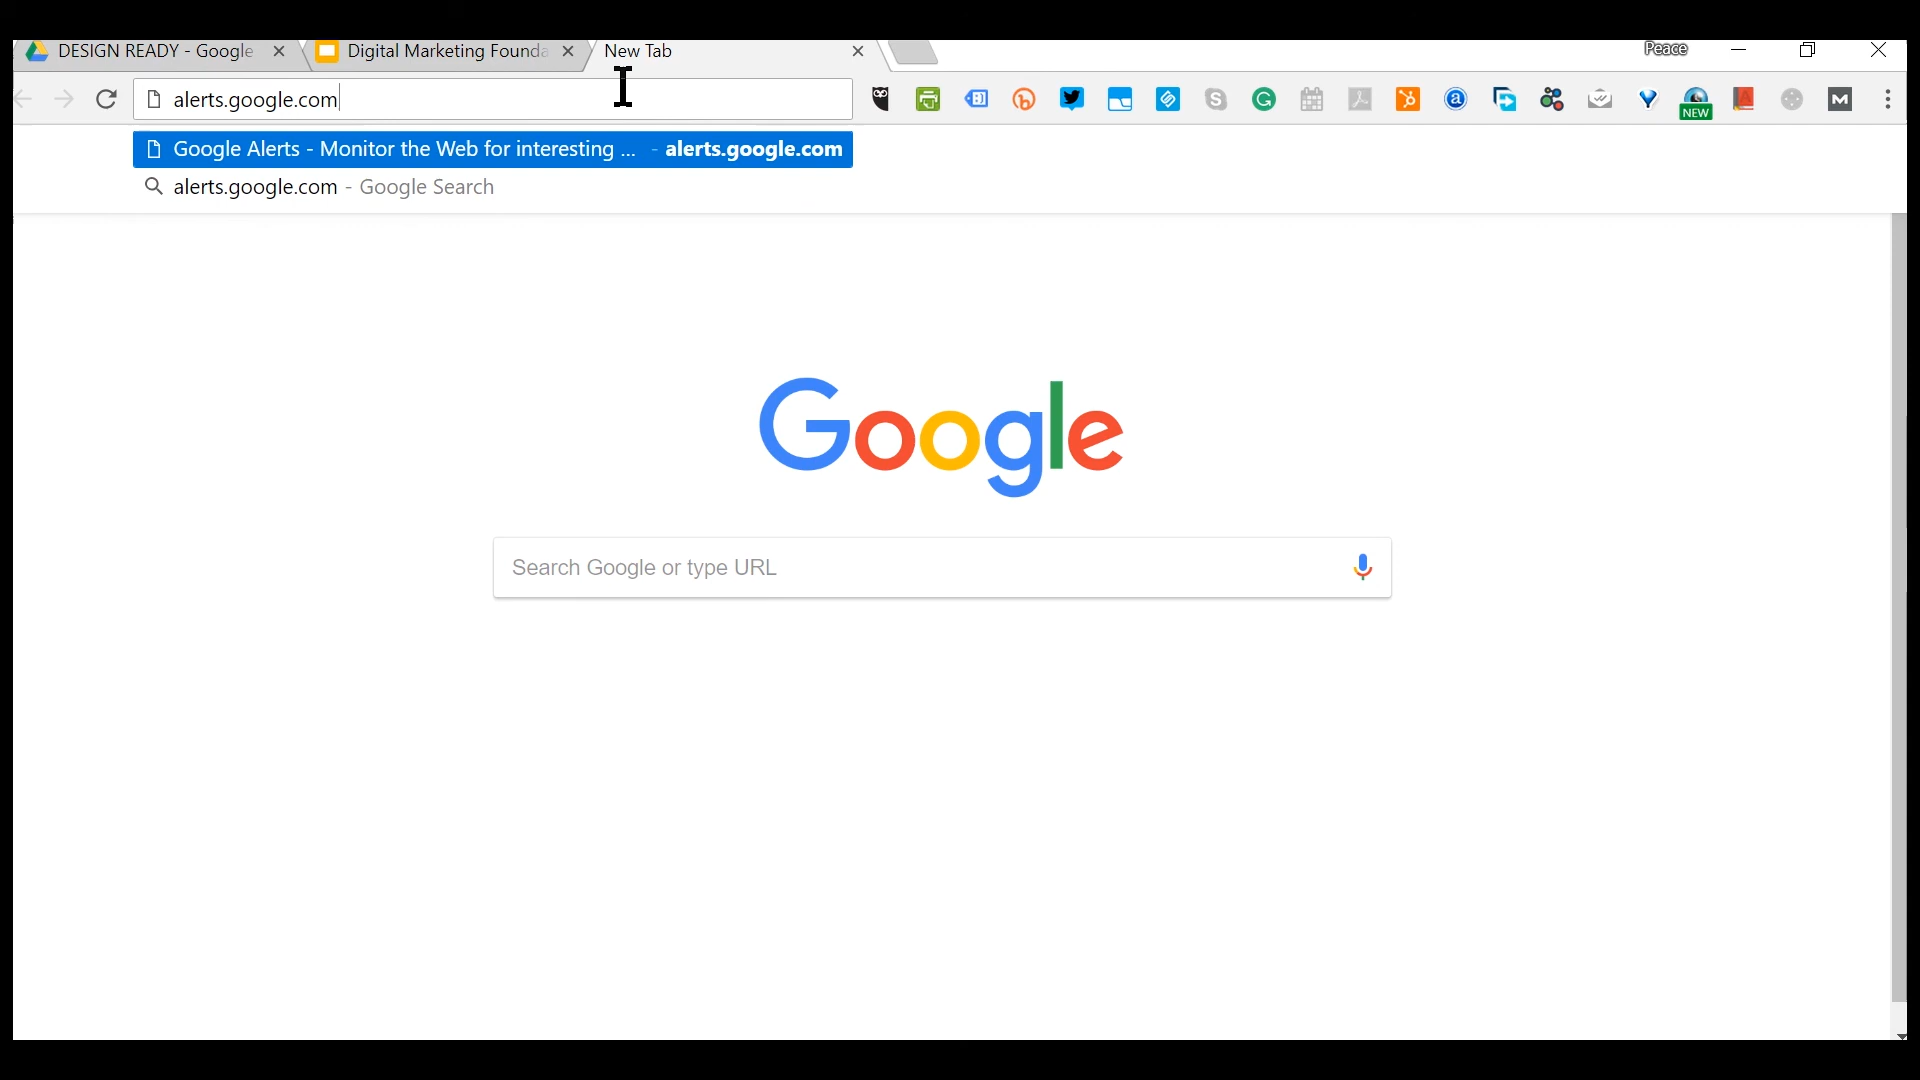 DESIGN READY - Google
Digital Marketing Founda
New Tab
Peace
alerts.google.com
NEW
Google Alerts - Monitor the Web for interesting ... - alerts.google.com
alerts.google.com - Google Search
Google
Search Google or type URL